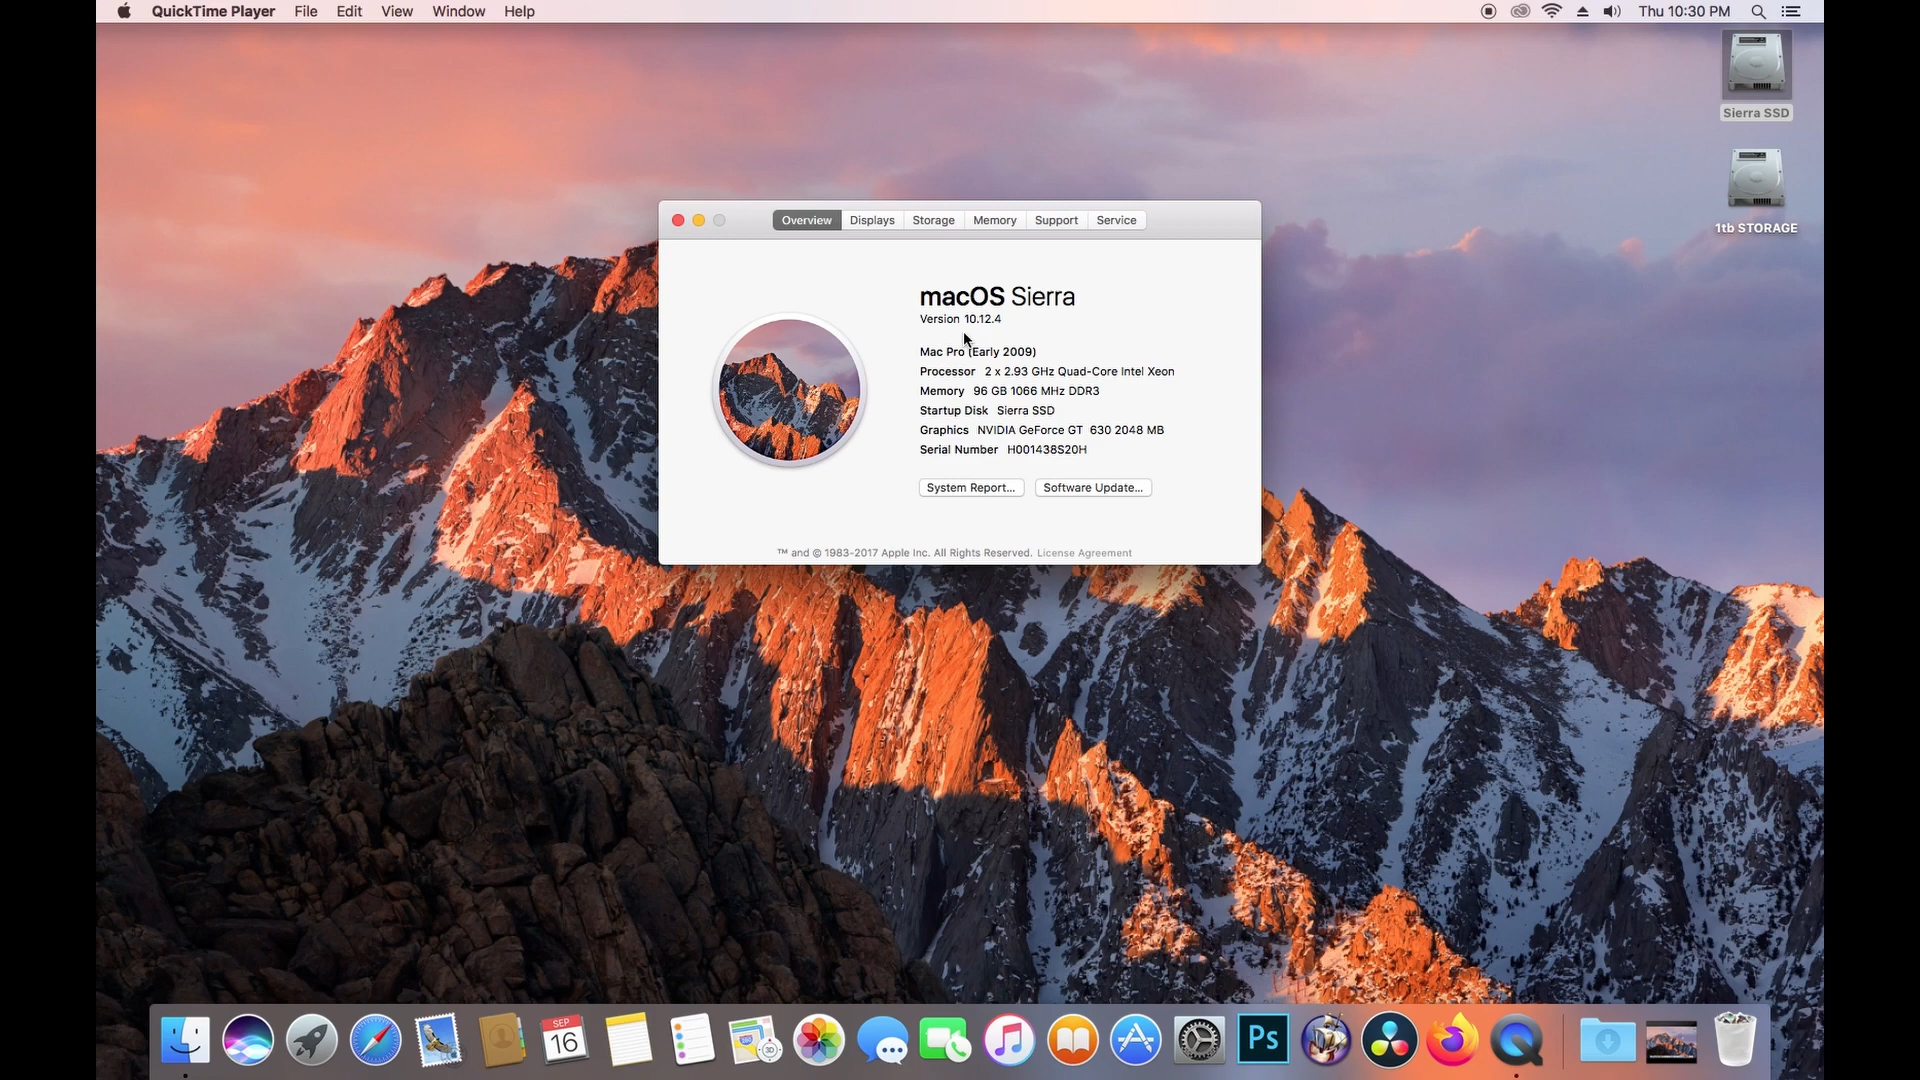 QuickTime Player File Edit View Window Help Thu 10:30 PM
Sierra SSD
1tb STORAGE
Overview Displays Storage Memory Support Service
macOS Sierra
Version 10.12.4
Mac Pro (Early 2009)
Processor 2 x 2.93 GHz Quad-Core Intel Xeon
Memory 96 GB 1066 MHz DDR3
Startup Disk Sierra SSD
Graphics NVIDIA GeForce GT 630 2048 MB
Serial Number H001438S20H
System Report... Software Update...
™ and © 1983-2017 Apple Inc. All Rights Reserved. License Agreement
SEP
16
3D
Ps